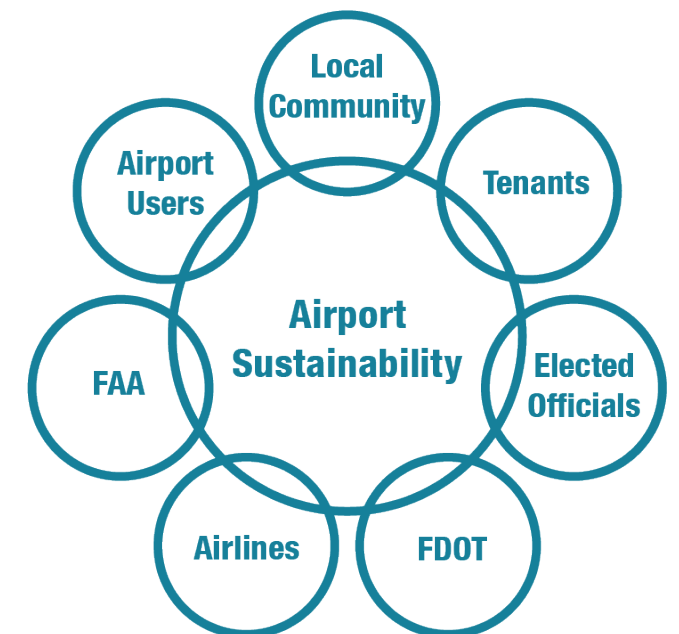 Local
Community
Airport
Users
Tenants
Airport
Sustainability
FAA
Elected
Officials
Airlines
FDOT